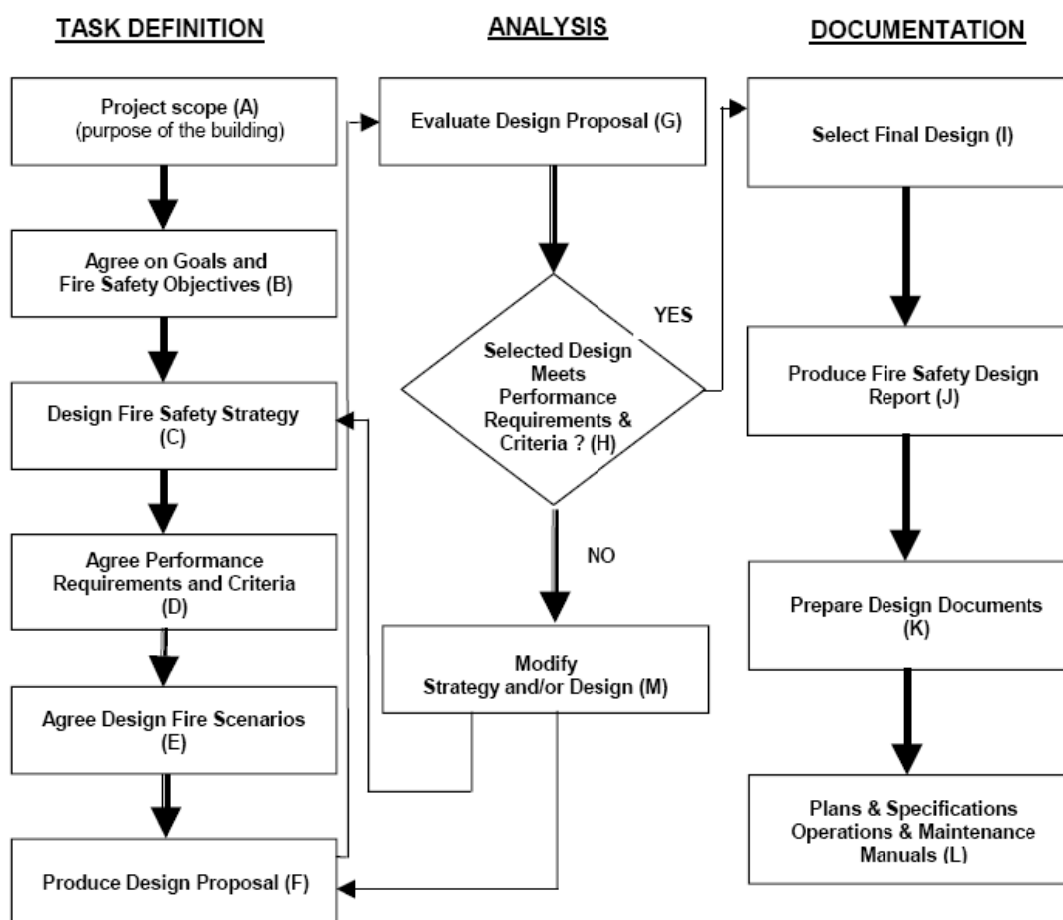 TASK DEFINITION
Project scope (A)
(purpose of the building)
Agree on Goals and
Fire Safety Objectives (B)
Design Fire Safety Strategy
(C)
Agree Performance
Requirements and Criteria
(D)
Agree Design Fire Scenarios
(E)
Produce Design Proposal (F)
ANALYSIS
Evaluate Design Proposal (G)
YES
Selected Design
Meets
Performance
Requirements &
Criteria ? (H)
NO
Modify
Strategy and/or Design (M)
DOCUMENTATION
Select Final Design (I)
Produce Fire Safety Design
Report (J)
Prepare Design Documents
(K)
Plans & Specifications
Operations & Maintenance
Manuals (L)